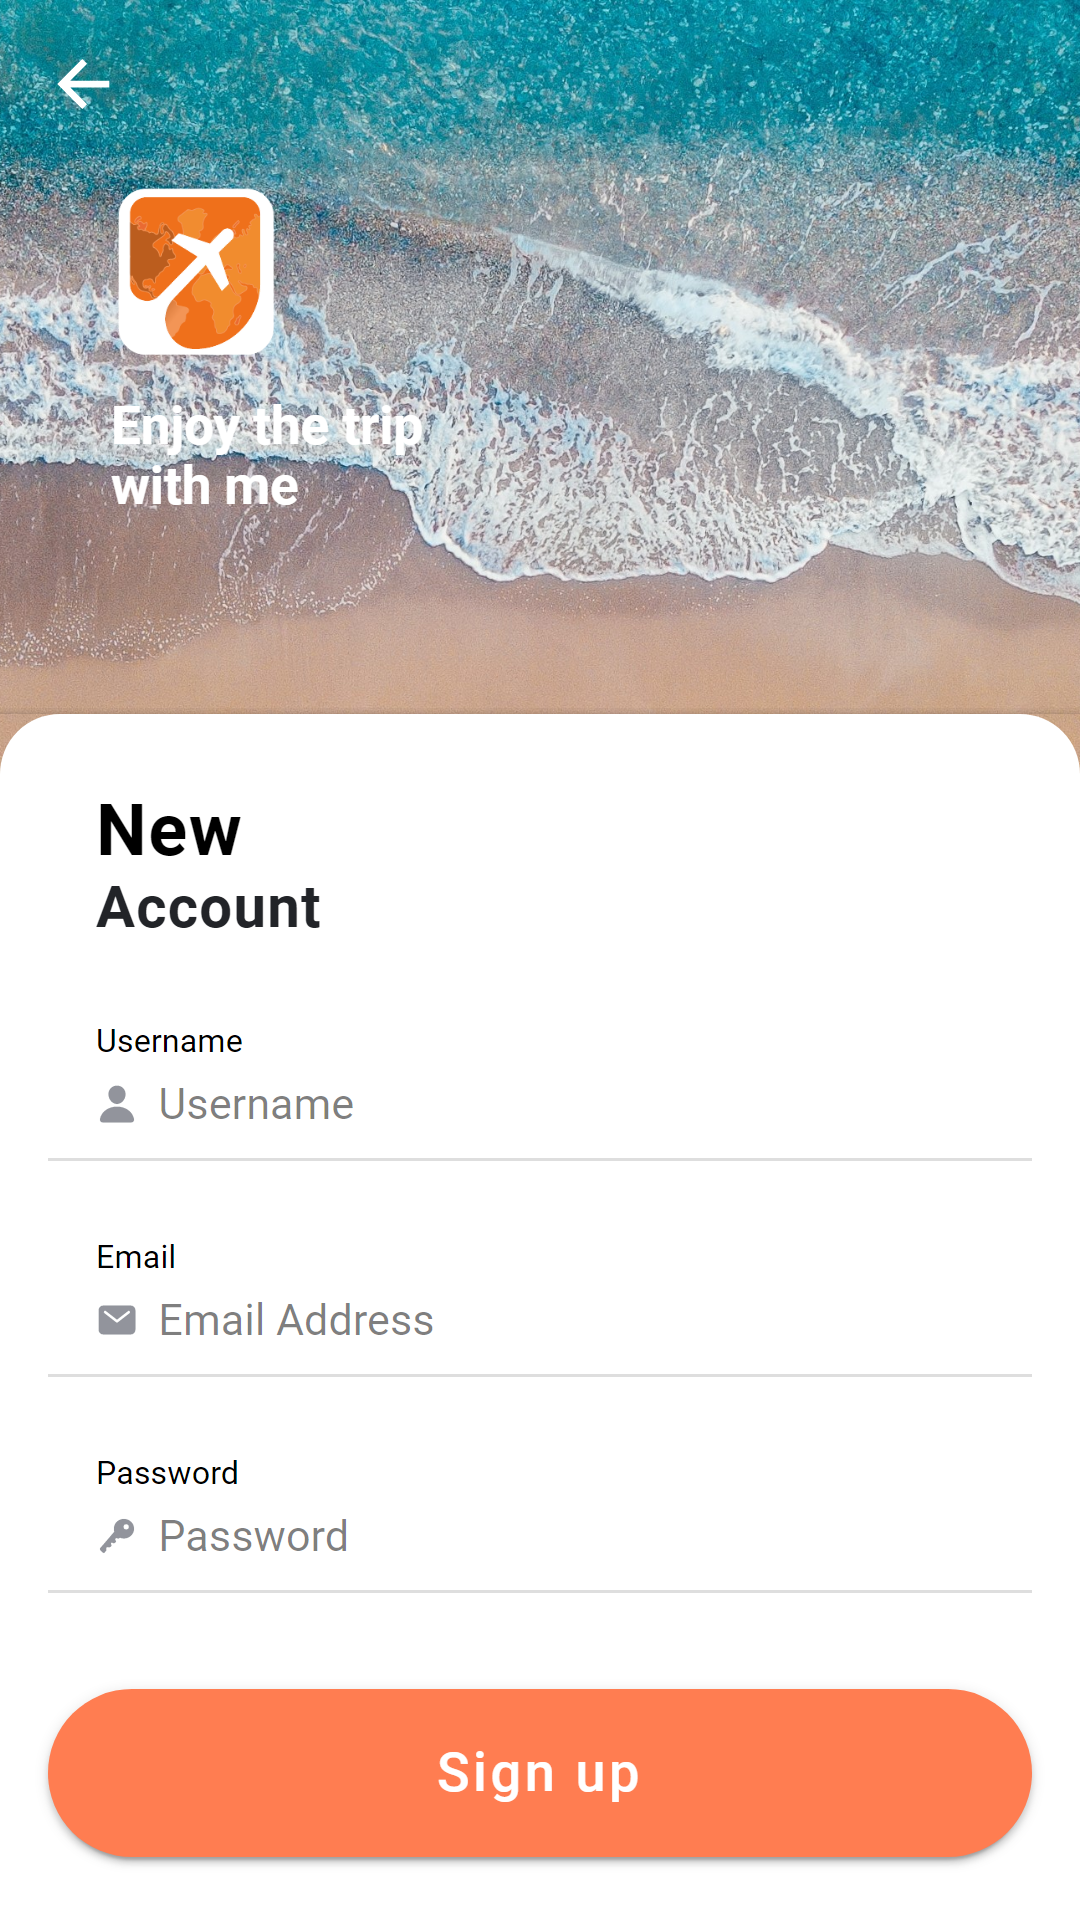 Enjoy the trip
with me
New
Account
Username
Username
Email
Email Address
Password
Password
Sign up